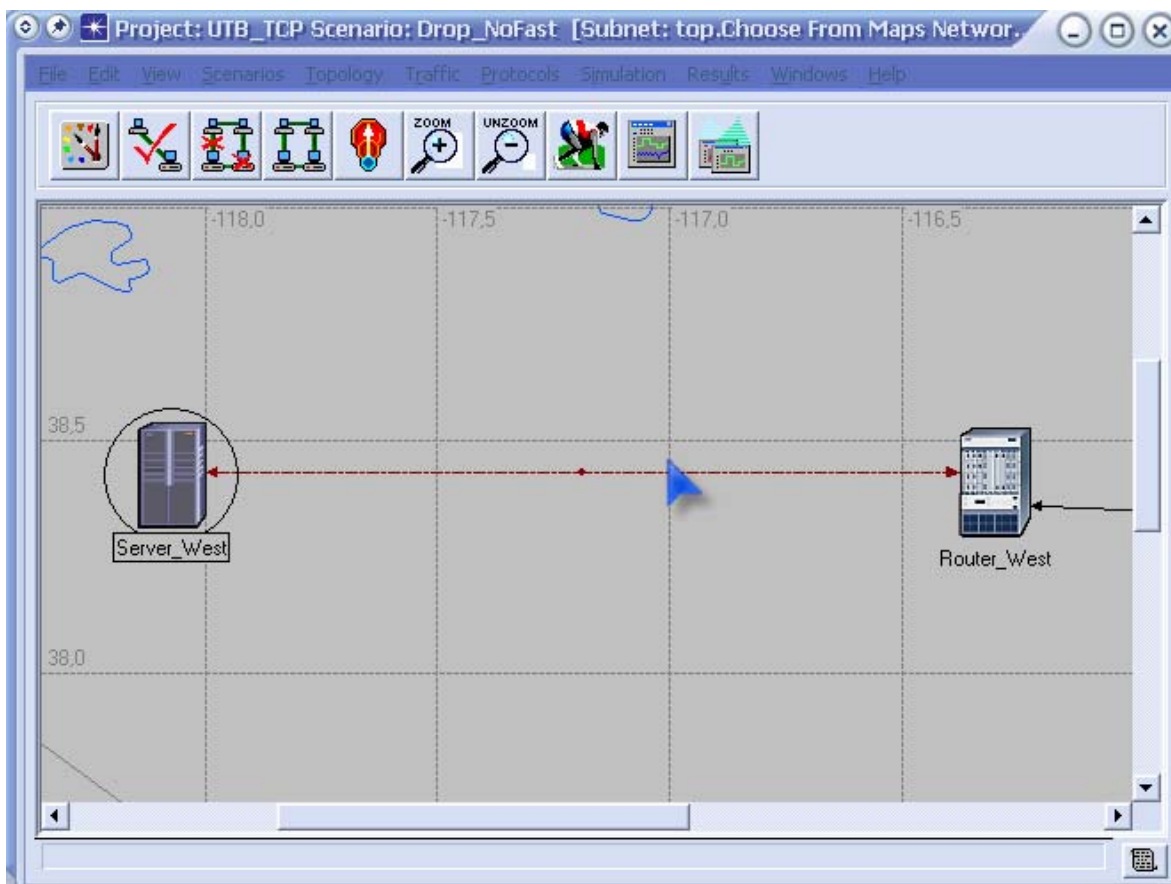 Project: UTB_TCP Scenario: Drop_NoFast [Subnet: top.Choose From Maps Networ...
File Edit View Scenarios Topology Traffic Protocols Simulation Results Windows Help
ZOOM UNZOOM
-118,0 -117,5 -117,0 -116,5
38,5
Server_West
Router_West
38,0